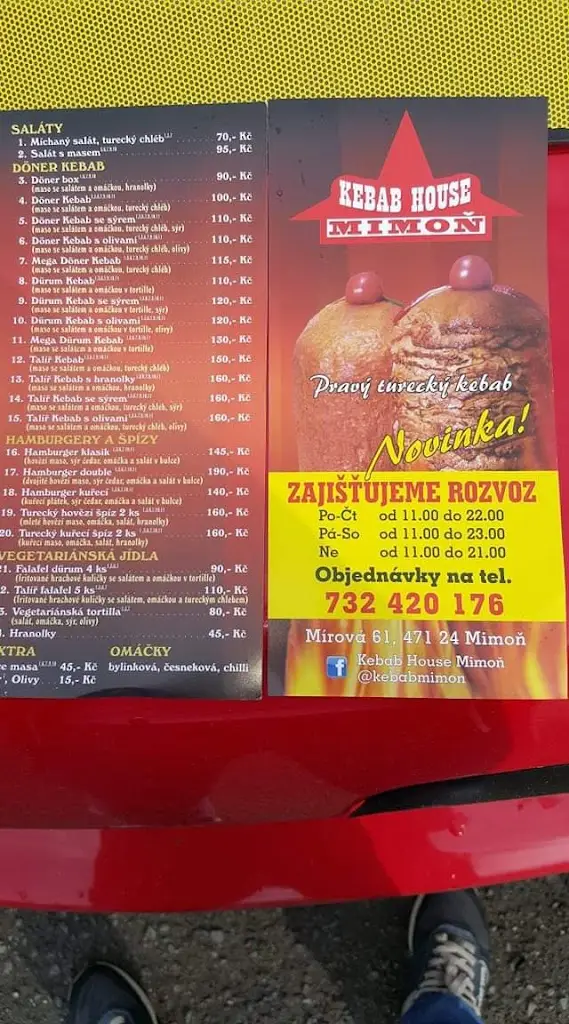 SALÁTY
1. Míchaný salát, turecký chléb 70,- Kč
2. Salát s masem 95,- Kč
DÖNER KEBAB
3. Döner box 90,- Kč
(maso se salátem a omáčkou, hranolky)
4. Döner Kebab 100,- Kč
(maso se salátem a omáčkou, turecký chléb)
5. Döner Kebab se sýrem 110,- Kč
(maso se salátem a omáčkou, turecký chléb, sýr)
6. Döner Kebab s olivami 110,- Kč
(maso se salátem a omáčkou, turecký chléb, olivy)
7. Mega Döner Kebab 115,- Kč
(maso se salátem a omáčkou, turecký chléb)
8. Dürum Kebab 110,- Kč
(maso se salátem a omáčkou v tortille)
9. Dürum Kebab se sýrem 120,- Kč
(maso se salátem a omáčkou v tortille, sýr)
10. Dürum Kebab s olivami 120,- Kč
(maso se salátem a omáčkou v tortille, olivy)
11. Mega Dürum Kebab 130,- Kč
(maso se salátem a omáčkou v tortille)
12. Talíř Kebab 150,- Kč
(maso se salátem a omáčkou, turecký chléb)
13. Talíř Kebab s hranolky 160,- Kč
(maso se salátem a omáčkou, hranolky)
14. Talíř Kebab se sýrem 160,- Kč
(maso se salátem a omáčkou, turecký chléb, sýr)
15. Talíř Kebab s olivami 160,- Kč
(maso se salátem a omáčkou, turecký chléb, olivy)
HAMBURGERY A ŠPÍZY
16. Hamburger klasik 145,- Kč
(hovězí maso, sýr čedar, omáčka a salát v bulce)
17. Hamburger double 190,- Kč
(dvojité hovězí maso, sýr čedar, omáčka a salát v bulce)
18. Hamburger kuřecí 140,- Kč
(kuřecí plátek, sýr čedar, omáčka a salát v bulce)
19. Turecký hovězí špíz 2 ks 160,- Kč
(mleté hovězí maso, omáčka, salát, hranolky)
20. Turecký kuřecí špíz 2 ks 160,- Kč
(kuřecí maso, omáčka, salát, hranolky)
VEGETARIÁNSKÁ JÍDLA
21. Falafel dürum 4 ks 90,- Kč
(fritované hrachové kuličky se salátem a omáčkou v tortille)
2. Talíř falafel 5 ks 110,- Kč
(fritované hrachové kuličky se salátem, omáčkou a tureckým chlebem)
3. Vegetariánská tortilla 80,- Kč
(salát, omáčka, sýr, olivy)
. Hranolky 45,- Kč
XTRA OMÁČKY
masa 45,- Kč bylinková, česneková, chilli
, Olivy 15,- Kč
KEBAB HOUSE
MIMOŇ
Pravý turecký kebab
Novinka!
ZAJIŠŤUJEME ROZVOZ
Po-Čt od 11.00 do 22.00
Pá-So od 11.00 do 23.00
Ne od 11.00 do 21.00
Objednávky na tel.
732 420 176
Mírová 61, 471 24 Mimoň
f Kebab House Mimoň
@kebabmimon